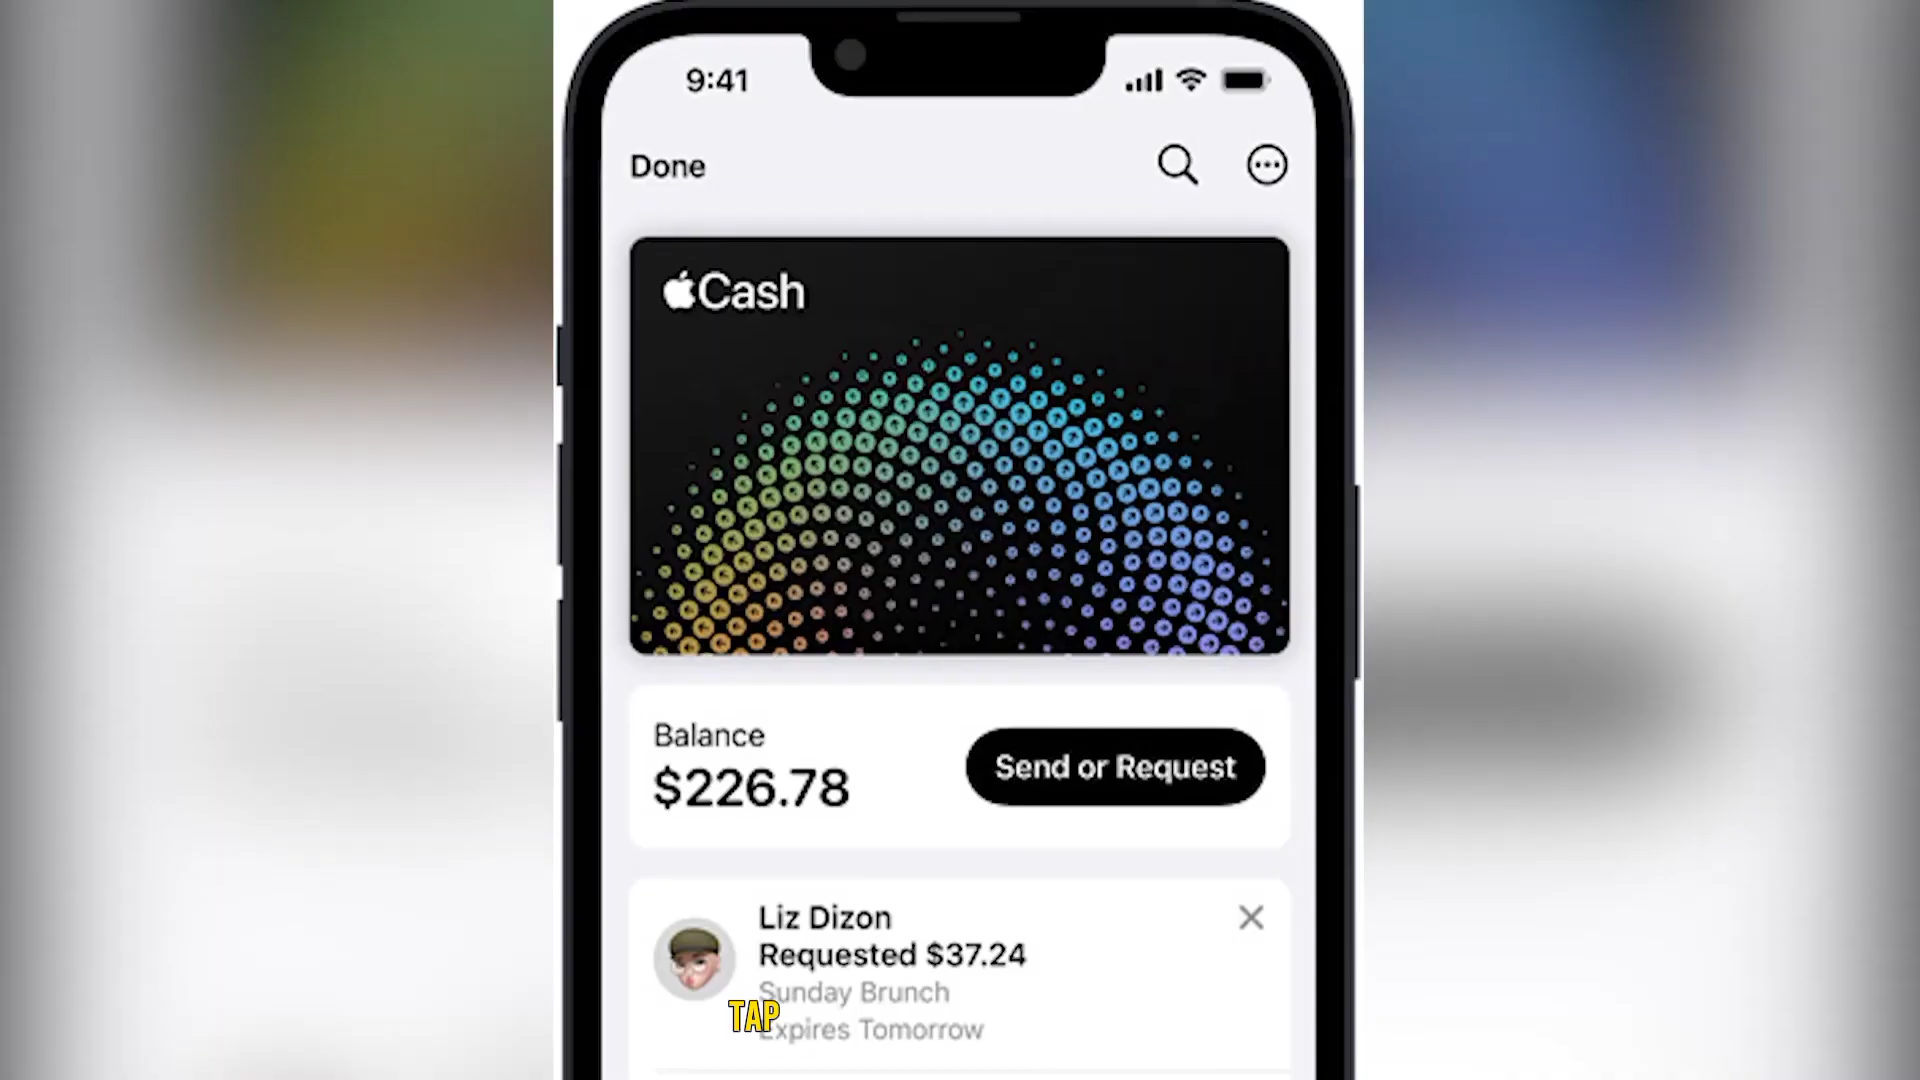 9:41
Done
Cash
Balance
$226.78
Send or Request
Liz Dizon
Requested $37.24
Sunday Brunch
Expires Tomorrow
TAP